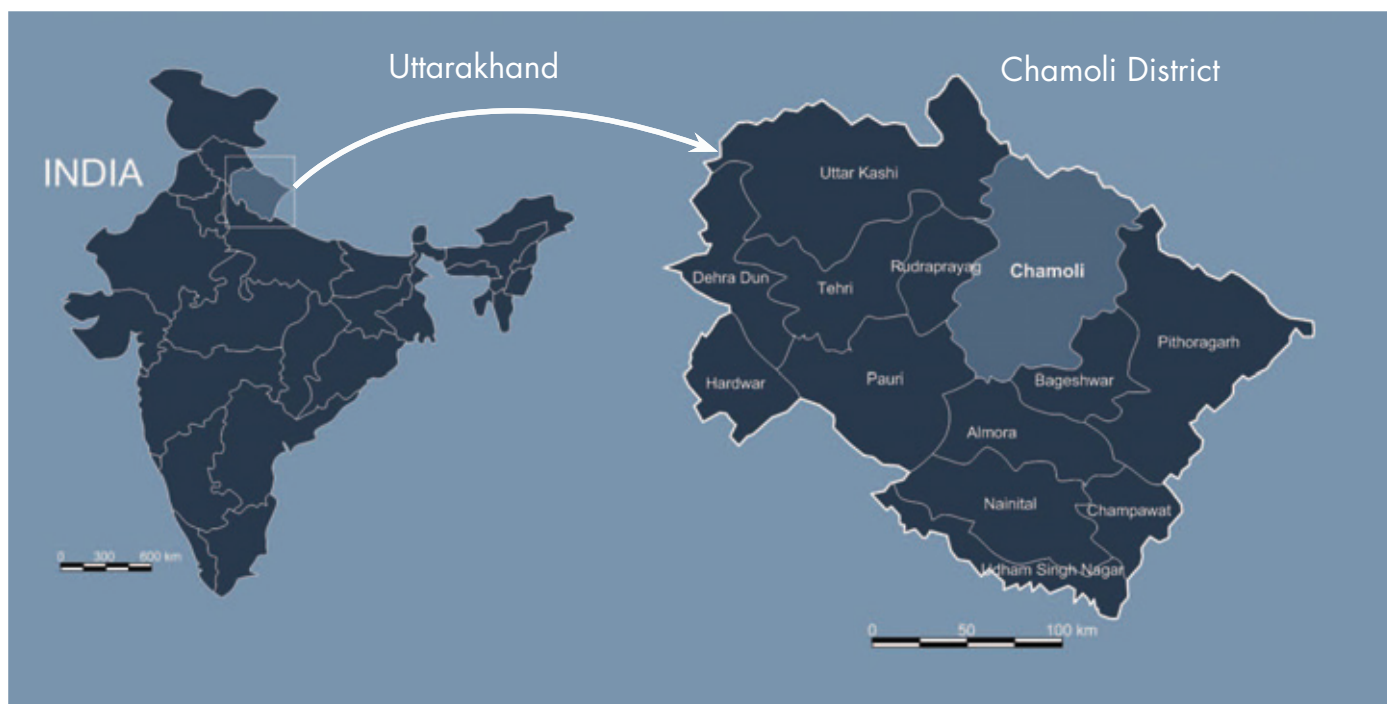 Uttarakhand
Chamoli District
INDIA
Uttar Kashi
Dehra Dun
Tehri
Rudraprayag
Chamoli
Pithoragarh
Hardwar
Pauri
Bageshwar
Almora
Nainital
Champawat
Udham Singh Nagar
0 300 600 km
0 50 100 km